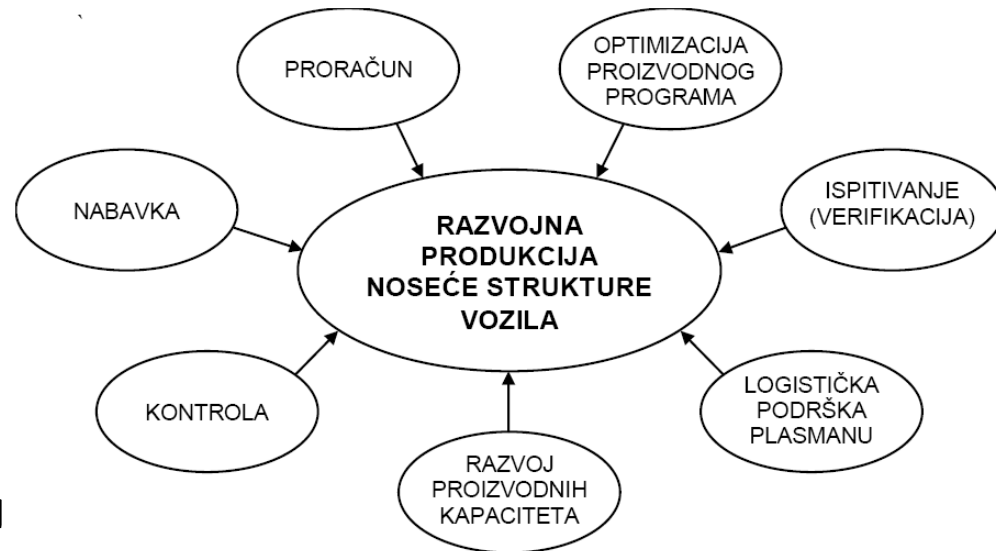 PRORAČUN
OPTIMIZACIJA
PROIZVODNOG
PROGRAMA
NABAVKA
ISPITIVANJE
(VERIFIKACIJA)
RAZVOJNA
PRODUKCIJA
NOSEĆE STRUKTURE
VOZILA
KONTROLA
LOGISTIČKA
PODRŠKA
PLASMANU
RAZVOJ
PROIZVODNIH
KAPACITETA